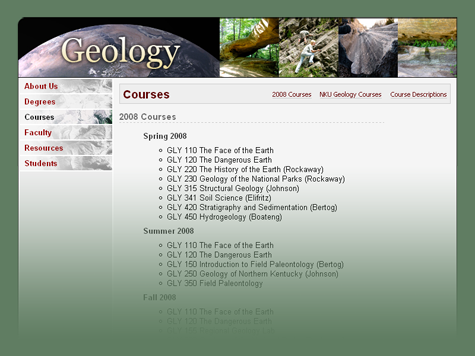 Geology
About Us
Degrees
Courses
Faculty
Resources
Students
Courses
2008 Courses NKU Geology Courses Course Descriptions
2008 Courses
Spring 2008
GLY 110 The Face of the Earth
GLY 120 The Dangerous Earth
GLY 220 The History of the Earth (Rockaway)
GLY 230 Geology of the National Parks (Rockaway)
GLY 315 Structural Geology (Johnson)
GLY 341 Soil Science (Elifritz)
GLY 420 Stratigraphy and Sedimentation (Bertog)
GLY 450 Hydrogeology (Boateng)
Summer 2008
GLY 110 The Face of the Earth
GLY 120 The Dangerous Earth
GLY 150 Introduction to Field Paleontology (Bertog)
GLY 250 Geology of Northern Kentucky (Johnson)
GLY 350 Field Paleontology
Fall 2008
GLY 110 The Face of the Earth
GLY 120 The Dangerous Earth